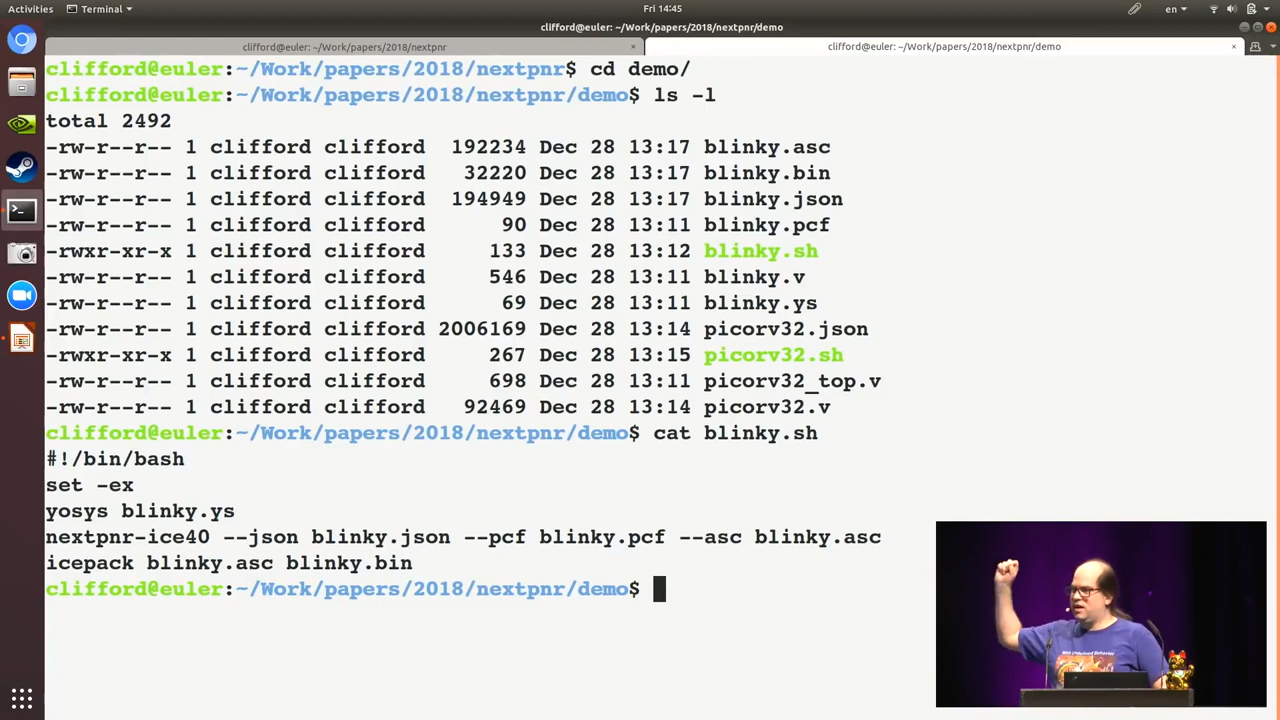 Activities Terminal Fri 14:45 en
clifford@euler: ~/Work/papers/2018/nextpnr/demo
clifford@euler: ~/Work/papers/2018/nextpnr × clifford@euler: ~/Work/papers/2018/nextpnr/demo ×
clifford@euler:~/Work/papers/2018/nextpnr$ cd demo/
clifford@euler:~/Work/papers/2018/nextpnr/demo$ ls -l
total 2492
-rw-r--r-- 1 clifford clifford 192234 Dec 28 13:17 blinky.asc
-rw-r--r-- 1 clifford clifford 32220 Dec 28 13:17 blinky.bin
-rw-r--r-- 1 clifford clifford 194949 Dec 28 13:17 blinky.json
-rw-r--r-- 1 clifford clifford 90 Dec 28 13:11 blinky.pcf
-rwxr-xr-x 1 clifford clifford 133 Dec 28 13:12 blinky.sh
-rw-r--r-- 1 clifford clifford 546 Dec 28 13:11 blinky.v
-rw-r--r-- 1 clifford clifford 69 Dec 28 13:11 blinky.ys
-rw-r--r-- 1 clifford clifford 2006169 Dec 28 13:14 picorv32.json
-rwxr-xr-x 1 clifford clifford 267 Dec 28 13:15 picorv32.sh
-rw-r--r-- 1 clifford clifford 698 Dec 28 13:11 picorv32_top.v
-rw-r--r-- 1 clifford clifford 92469 Dec 28 13:14 picorv32.v
clifford@euler:~/Work/papers/2018/nextpnr/demo$ cat blinky.sh
#!/bin/bash
set -ex
yosys blinky.ys
nextpnr-ice40 --json blinky.json --pcf blinky.pcf --asc blinky.asc
icepack blinky.asc blinky.bin
clifford@euler:~/Work/papers/2018/nextpnr/demo$